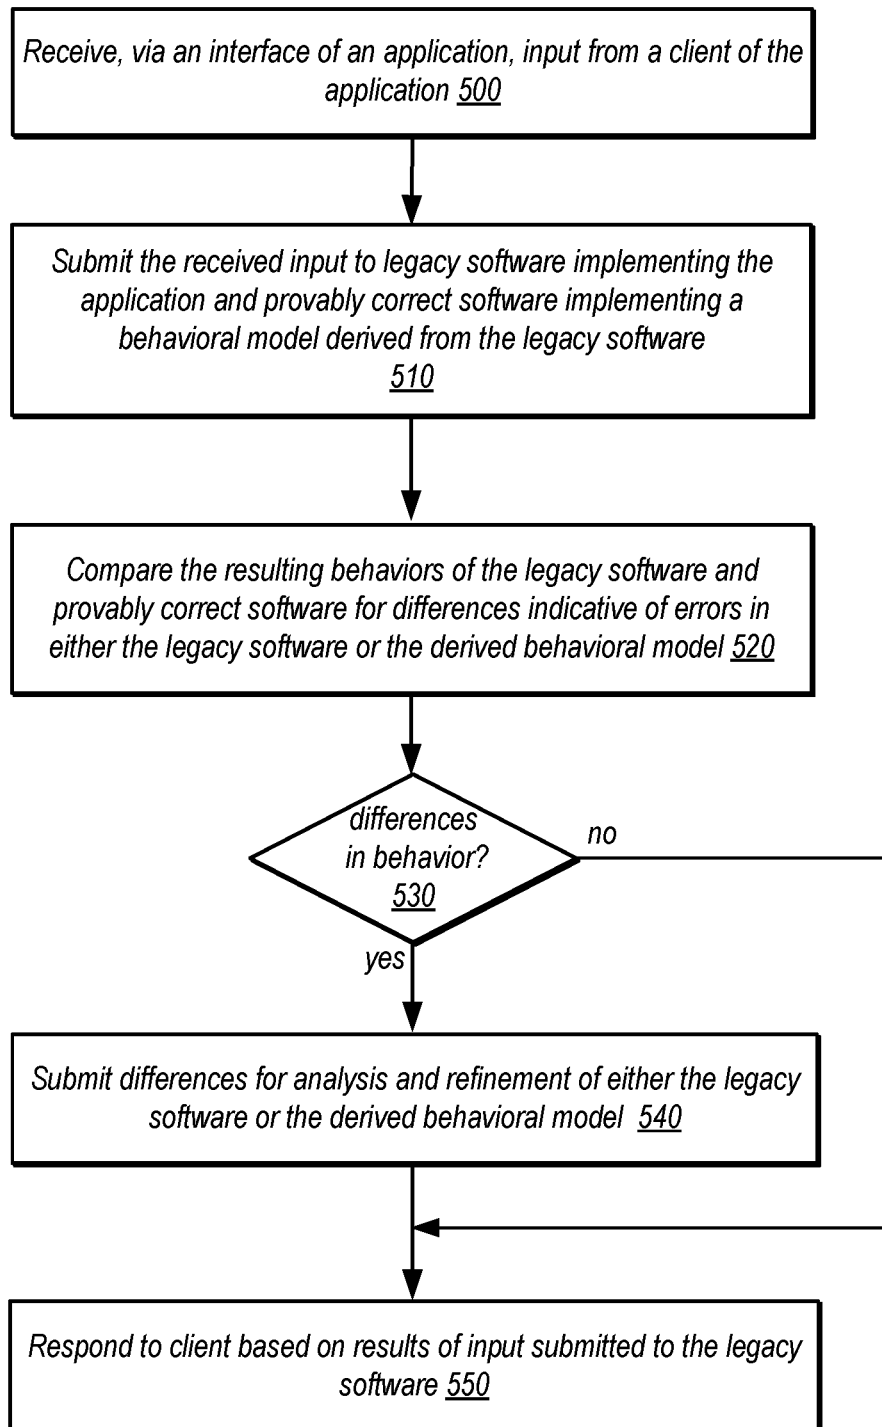 Receive, via an interface of an application, input from a client of the
application 500
Submit the received input to legacy software implementing the
application and provably correct software implementing a
behavioral model derived from the legacy software
510
Compare the resulting behaviors of the legacy software and
provably correct software for differences indicative of errors in
either the legacy software or the derived behavioral model 520
differences
in behavior?
530
no
yes
Submit differences for analysis and refinement of either the legacy
software or the derived behavioral model 540
Respond to client based on results of input submitted to the legacy
software 550